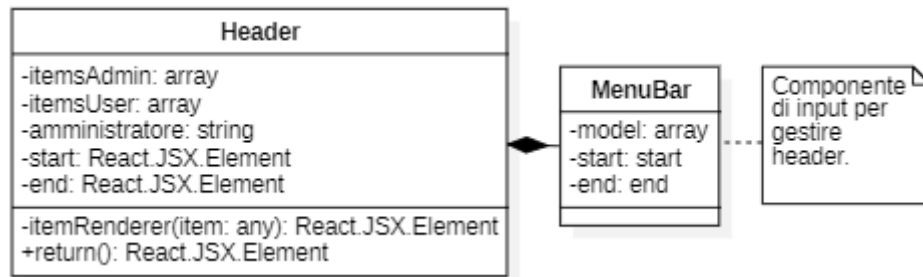 Header
-itemsAdmin: array
-itemsUser: array
-amministratore: string
-start: React.JSX.Element
-end: React.JSX.Element
-itemRenderer(item: any): React.JSX.Element
+return(): React.JSX.Element
MenuBar
-model: array
-start: start
-end: end
Componente
di input per
gestire
header.